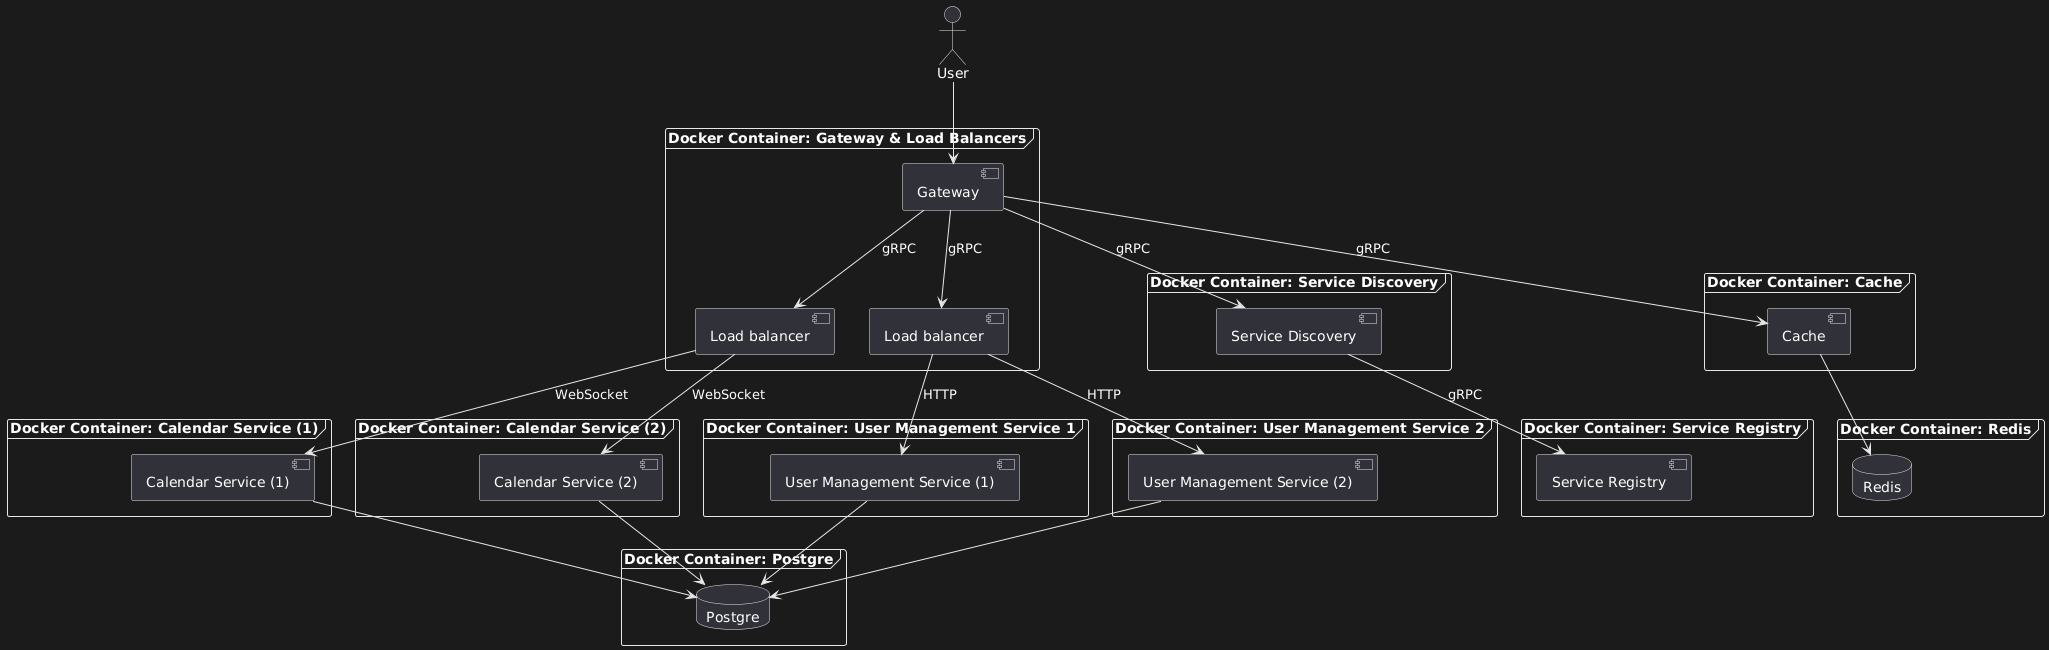 User
Docker Container: Gateway & Load Balancers
Gateway
gRPC
gRPC
gRPC
gRPC
Docker Container: Service Discovery
Docker Container: Cache
Load balancer
Load balancer
Service Discovery
Cache
WebSocket
WebSocket
HTTP
HTTP
gRPC
Docker Container: Calendar Service (1)
Docker Container: Calendar Service (2)
Docker Container: User Management Service 1
Docker Container: User Management Service 2
Docker Container: Service Registry
Docker Container: Redis
Calendar Service (1)
Calendar Service (2)
User Management Service (1)
User Management Service (2)
Service Registry
Redis
Docker Container: Postgre
Postgre